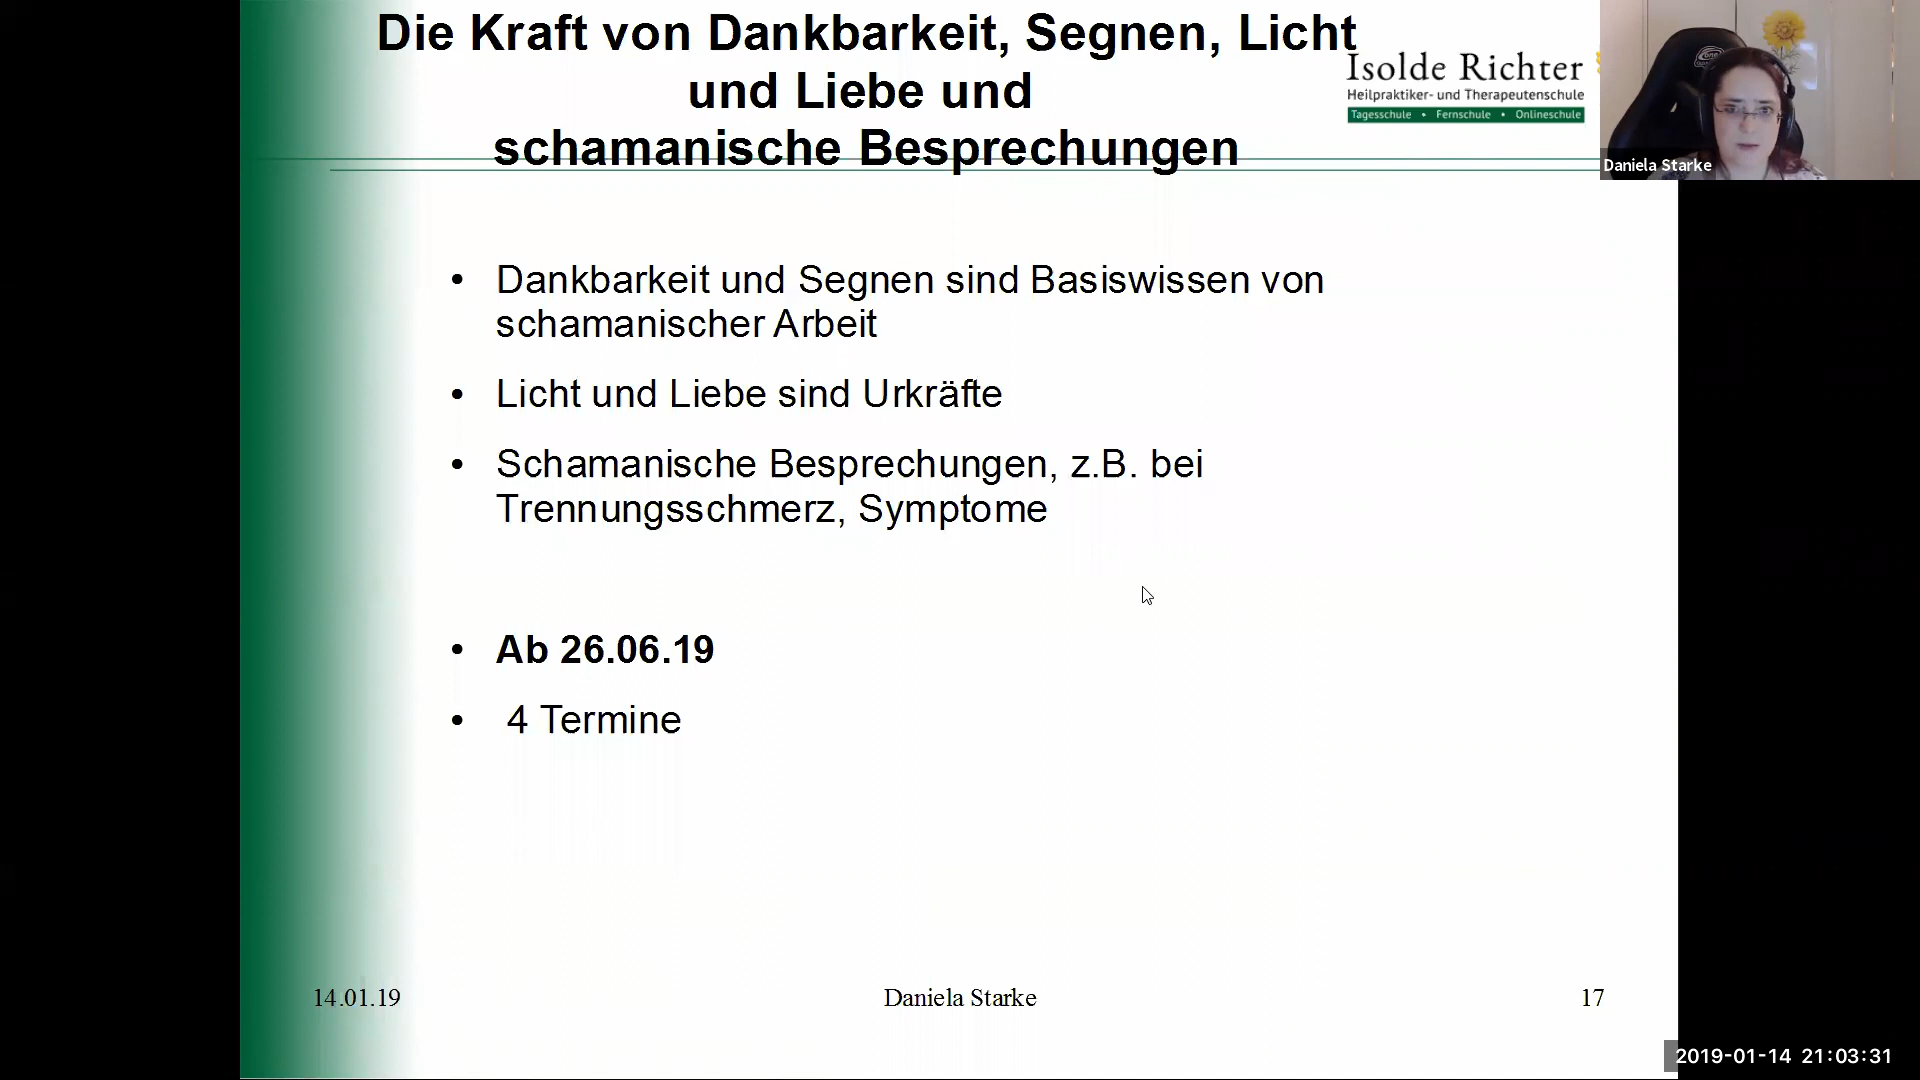 Die Kraft von Dankbarkeit, Segnen, Licht
und Liebe und
schamanische Besprechungen
Isolde Richter
Heilpraktiker- und Therapeutenschule
Tagesschule • Fernschule • Onlineschule
Daniela Starke
• Dankbarkeit und Segnen sind Basiswissen von
schamanischer Arbeit
• Licht und Liebe sind Urkräfte
• Schamanische Besprechungen, z.B. bei
Trennungsschmerz, Symptome
• Ab 26.06.19
• 4 Termine
14.01.19
Daniela Starke
17
2019-01-14 21:03:31